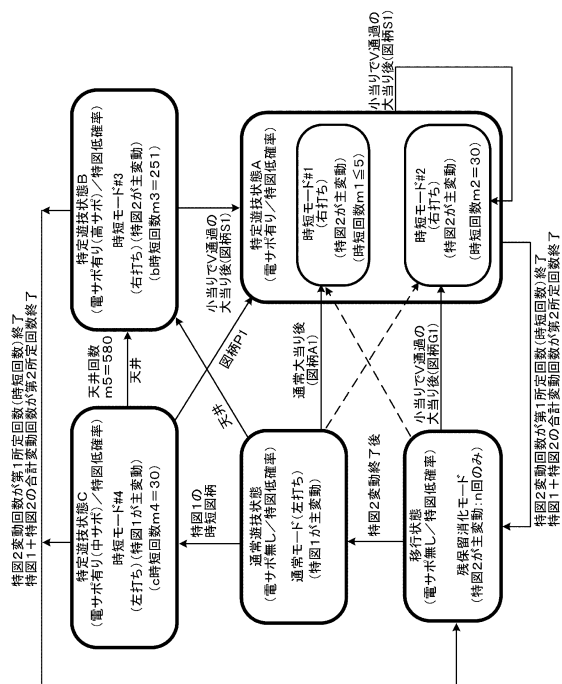 特図2変動回数が第1所定回数(時短回数)終了
特図1+特図2の合計変動回数が第2所定回数終了
特定遊技状態C
(電サポ有り(中サポ)/特図低確率)
時短モード#4
(左打ち)(特図1が主変動)
(c時短回数m4=30)
天井回数
m5=580
天井
特定遊技状態B
(電サポ有り(高サポ)/特図低確率)
時短モード#3
(右打ち)(特図2が主変動)
(b時短回数m3=251)
特図1の
時短図柄
図柄P1
天井
小当りでV通過の
大当り後(図柄S1)
通常遊技状態
(電サポ無し/特図低確率)
通常モード(左打ち)
(特図1が主変動)
通常大当り後
(図柄A1)
特定遊技状態A
(電サポ有り/特図低確率)
時短モード#1
(右打ち)
(特図2が主変動)
(時短回数m1≦5)
時短モード#2
(右打ち)
(特図2が主変動)
(時短回数m2=30)
小当りでV通過の
大当り後(図柄S1)
特図2変動終了後
移行状態
(電サポ無し/特図低確率)
残保留消化モード
(特図2が主変動:n回のみ)
小当りでV通過の
大当り後(図柄G1)
特図2変動回数が第1所定回数(時短回数)終了
特図1+特図2の合計変動回数が第2所定回数終了